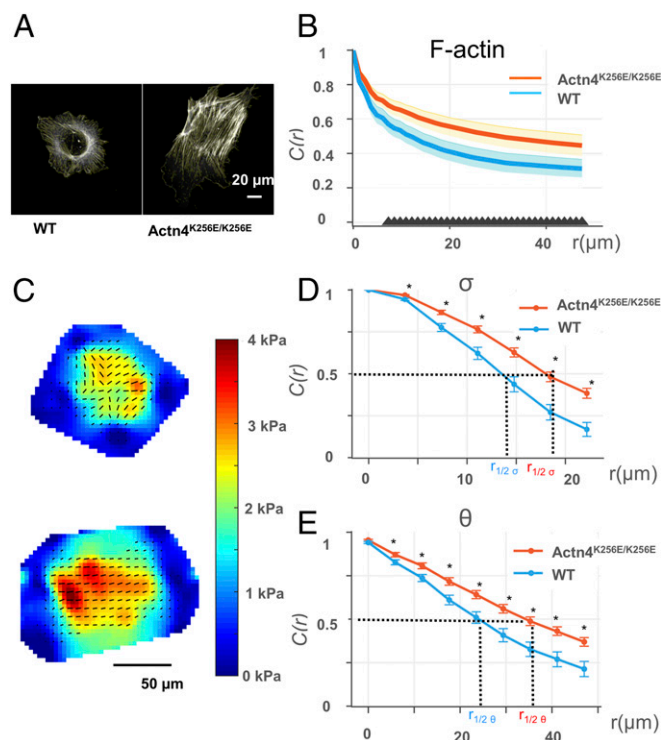 A
20 µm
WT Actn4K256E/K256E
B
F-actin
Actn4K256E/K256E
WT
C(r)
1
0.8
0.6
0.4
0.2
0
0 20 40 r(µm)
C
4 kPa
3 kPa
2 kPa
1 kPa
0 kPa
50 µm
D
σ
Actn4K256E/K256E
WT
C(r)
1
0.5
0
* * * * * *
r1/2 σ r1/2 σ
0 10 20 r(µm)
E
θ
Actn4K256E/K256E
WT
C(r)
1
0.5
0
* * * * * * * *
r1/2 θ r1/2 θ
0 20 40 r(µm)